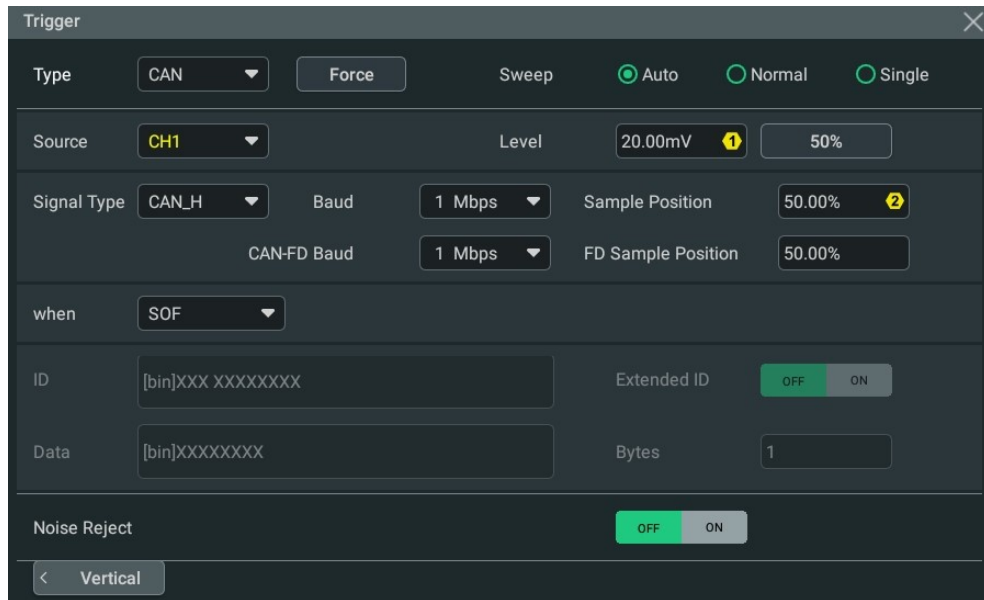 Trigger
Type CAN Force Sweep Auto Normal Single
Source CH1 Level 20.00mV 1 50%
Signal Type CAN_H Baud 1 Mbps Sample Position 50.00% 2
CAN-FD Baud 1 Mbps FD Sample Position 50.00%
when SOF
ID [bin]XXX XXXXXXXX Extended ID OFF ON
Data [bin]XXXXXXXX Bytes 1
Noise Reject OFF ON
< Vertical